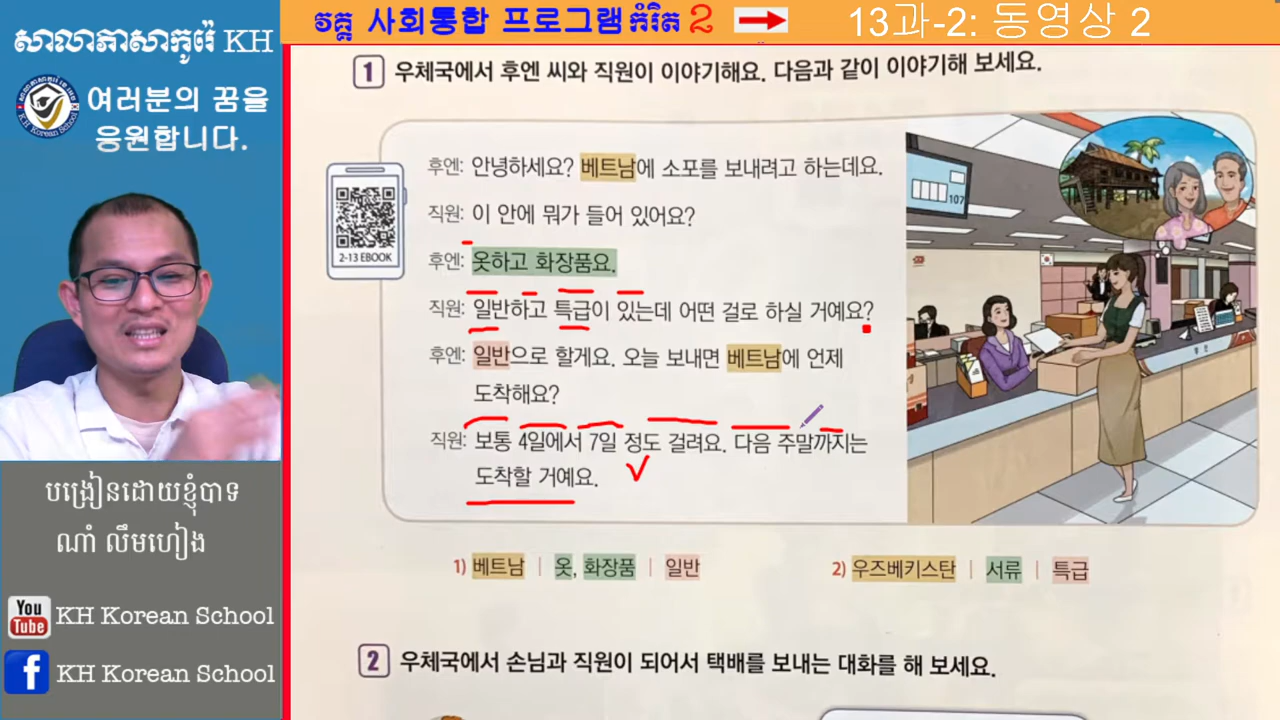 សាលាភាសាកូរ៉េ KH
여러분의 꿈을
응원합니다.
បង្រៀនដោយខ្ញុំបាទ
ណាំ លឹមហៀង
You Tube KH Korean School
f KH Korean School
វគ្គ 사회통합 프로그램 កំរិត 2
13과-2: 동영상 2
1 우체국에서 후엔 씨와 직원이 이야기해요. 다음과 같이 이야기해 보세요.
2-13 EBOOK
후엔: 안녕하세요? 베트남에 소포를 보내려고 하는데요.
직원: 이 안에 뭐가 들어 있어요?
후엔: 옷하고 화장품요.
직원: 일반하고 특급이 있는데 어떤 걸로 하실 거예요?
후엔: 일반으로 할게요. 오늘 보내면 베트남에 언제
도착해요?
직원: 보통 4일에서 7일 정도 걸려요. 다음 주말까지는
도착할 거예요.
107
1) 베트남 | 옷, 화장품 | 일반
2) 우즈베키스탄 | 서류 | 특급
2 우체국에서 손님과 직원이 되어서 택배를 보내는 대화를 해 보세요.